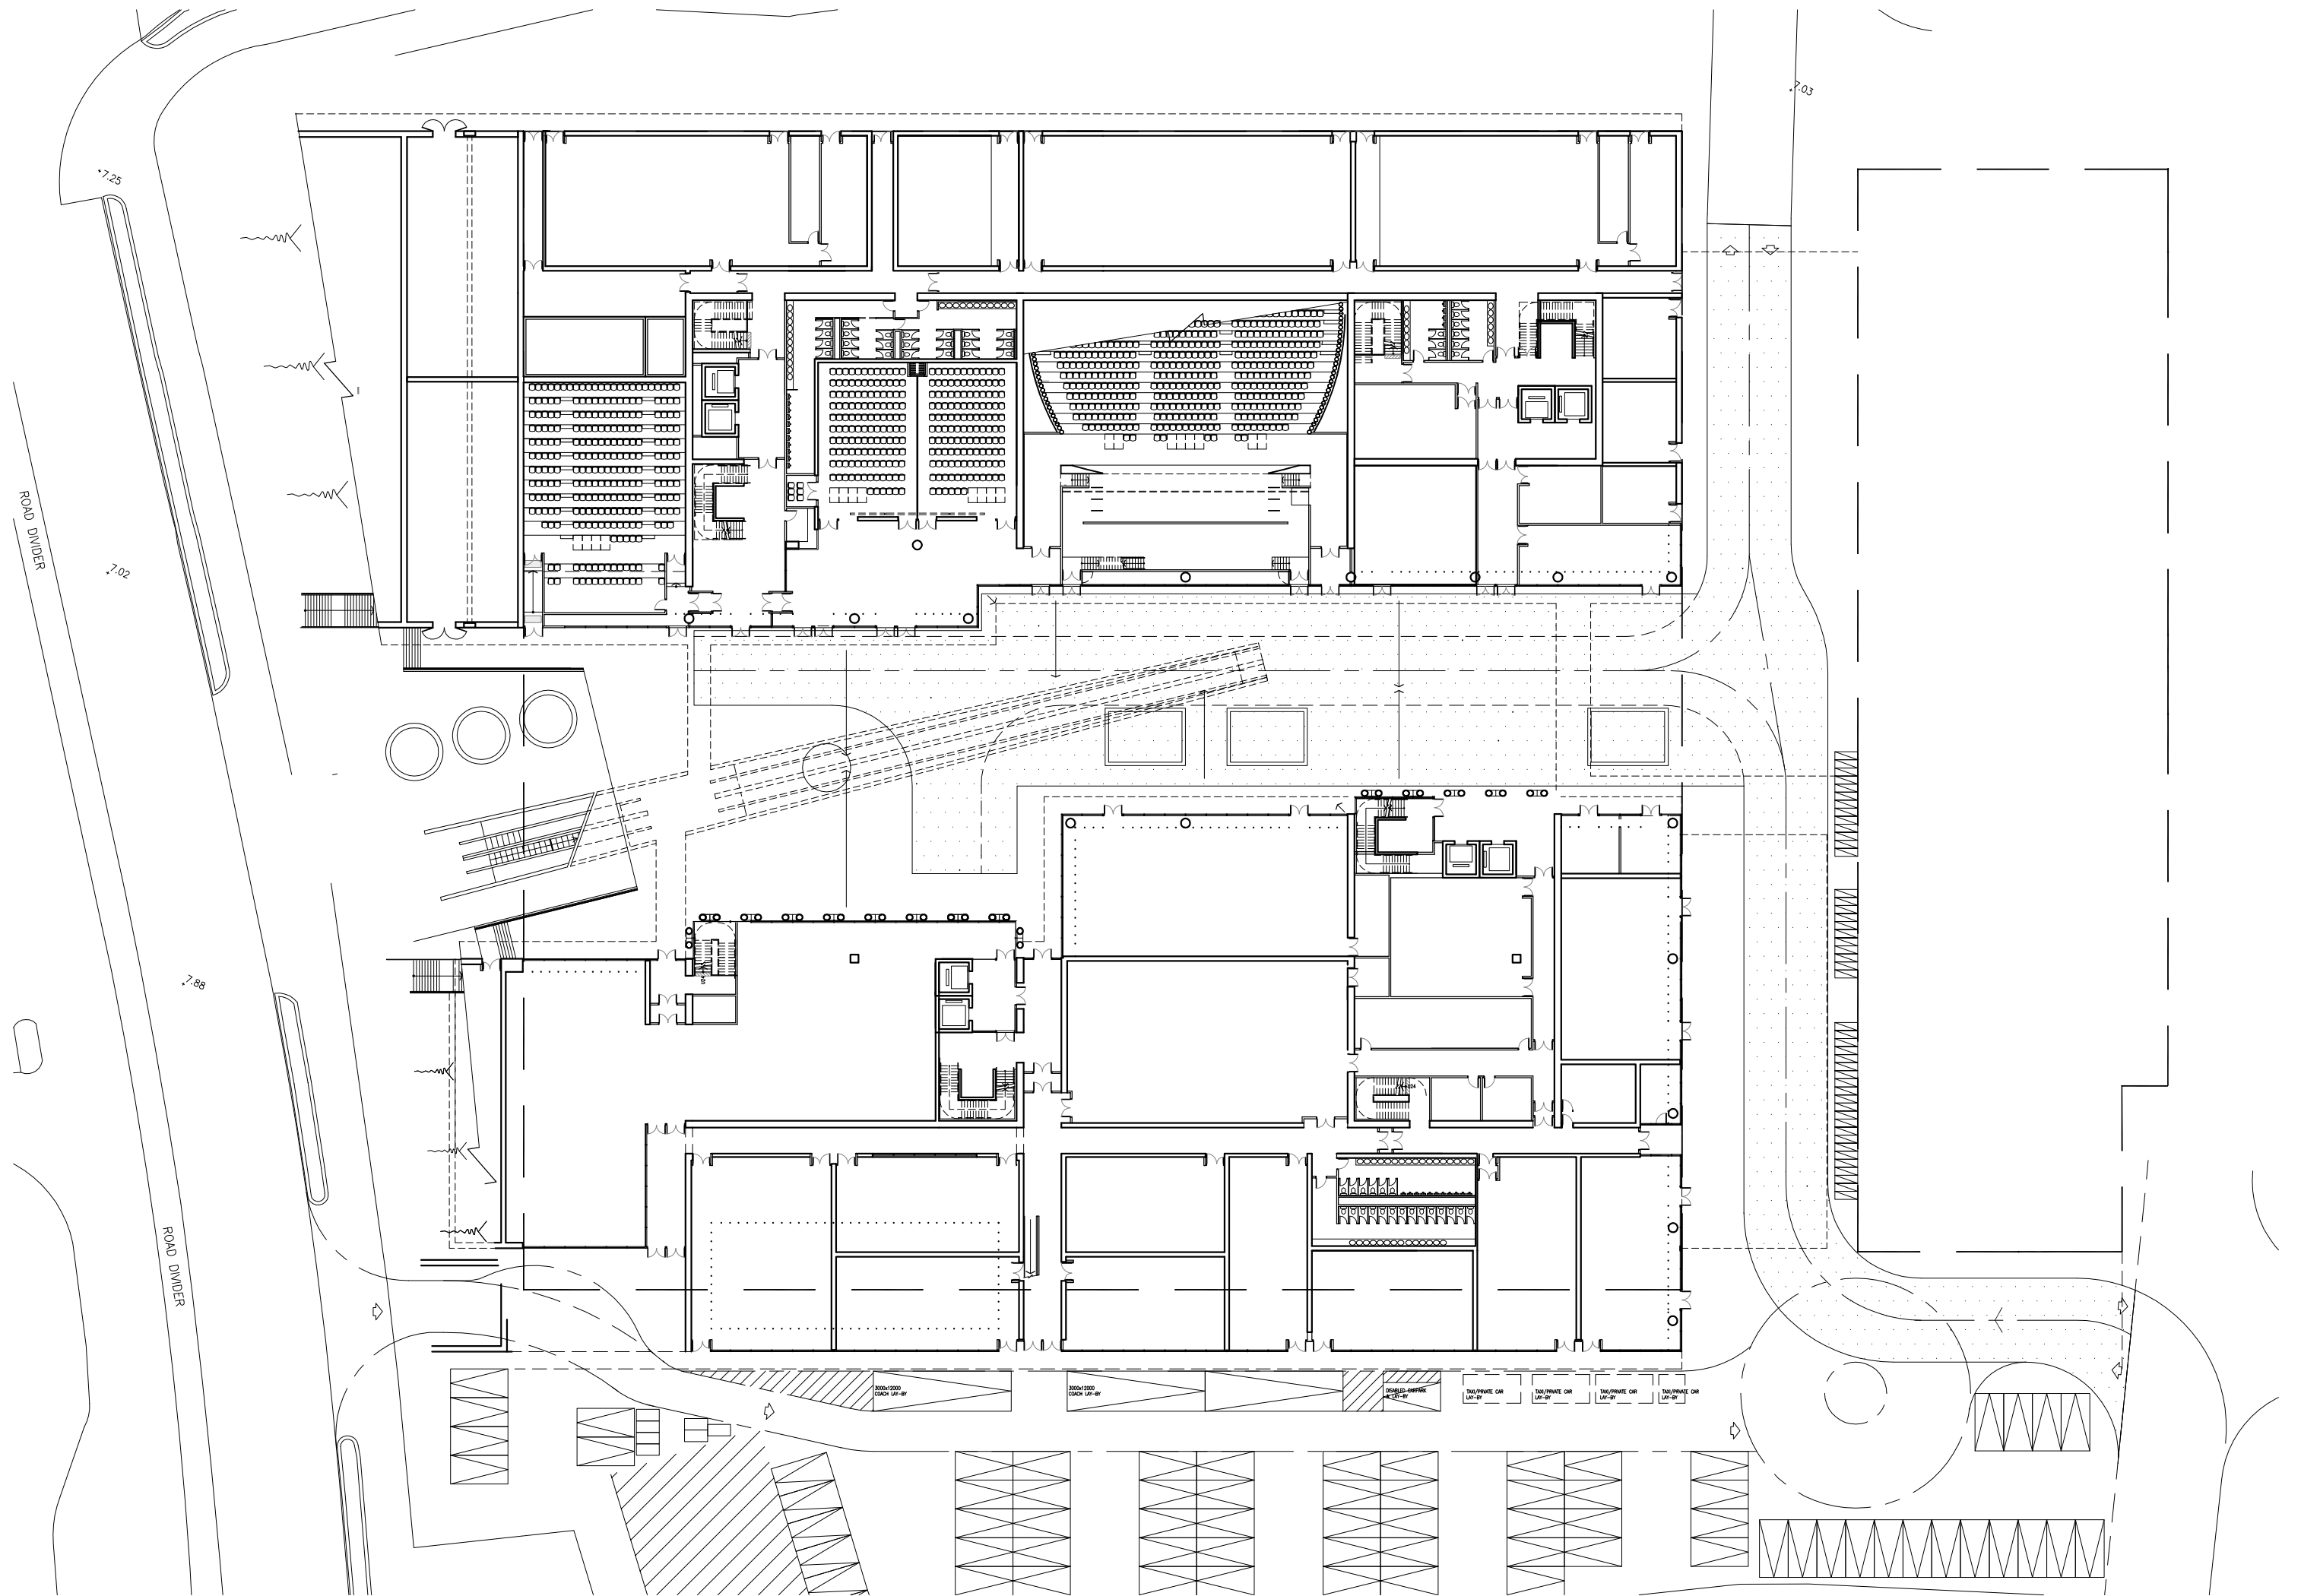 7.03
7.25
ROAD DIVIDER
7.02
7.88
ROAD DIVIDER
3000x12000
COACH LAY-BY
3000x12000
COACH LAY-BY
DISABLED CARPARK
& LAY-BY
TAXI/PRIVATE CAR
LAY-BY
TAXI/PRIVATE CAR
LAY-BY
TAXI/PRIVATE CAR
LAY-BY
TAXI/PRIVATE CAR
LAY-BY